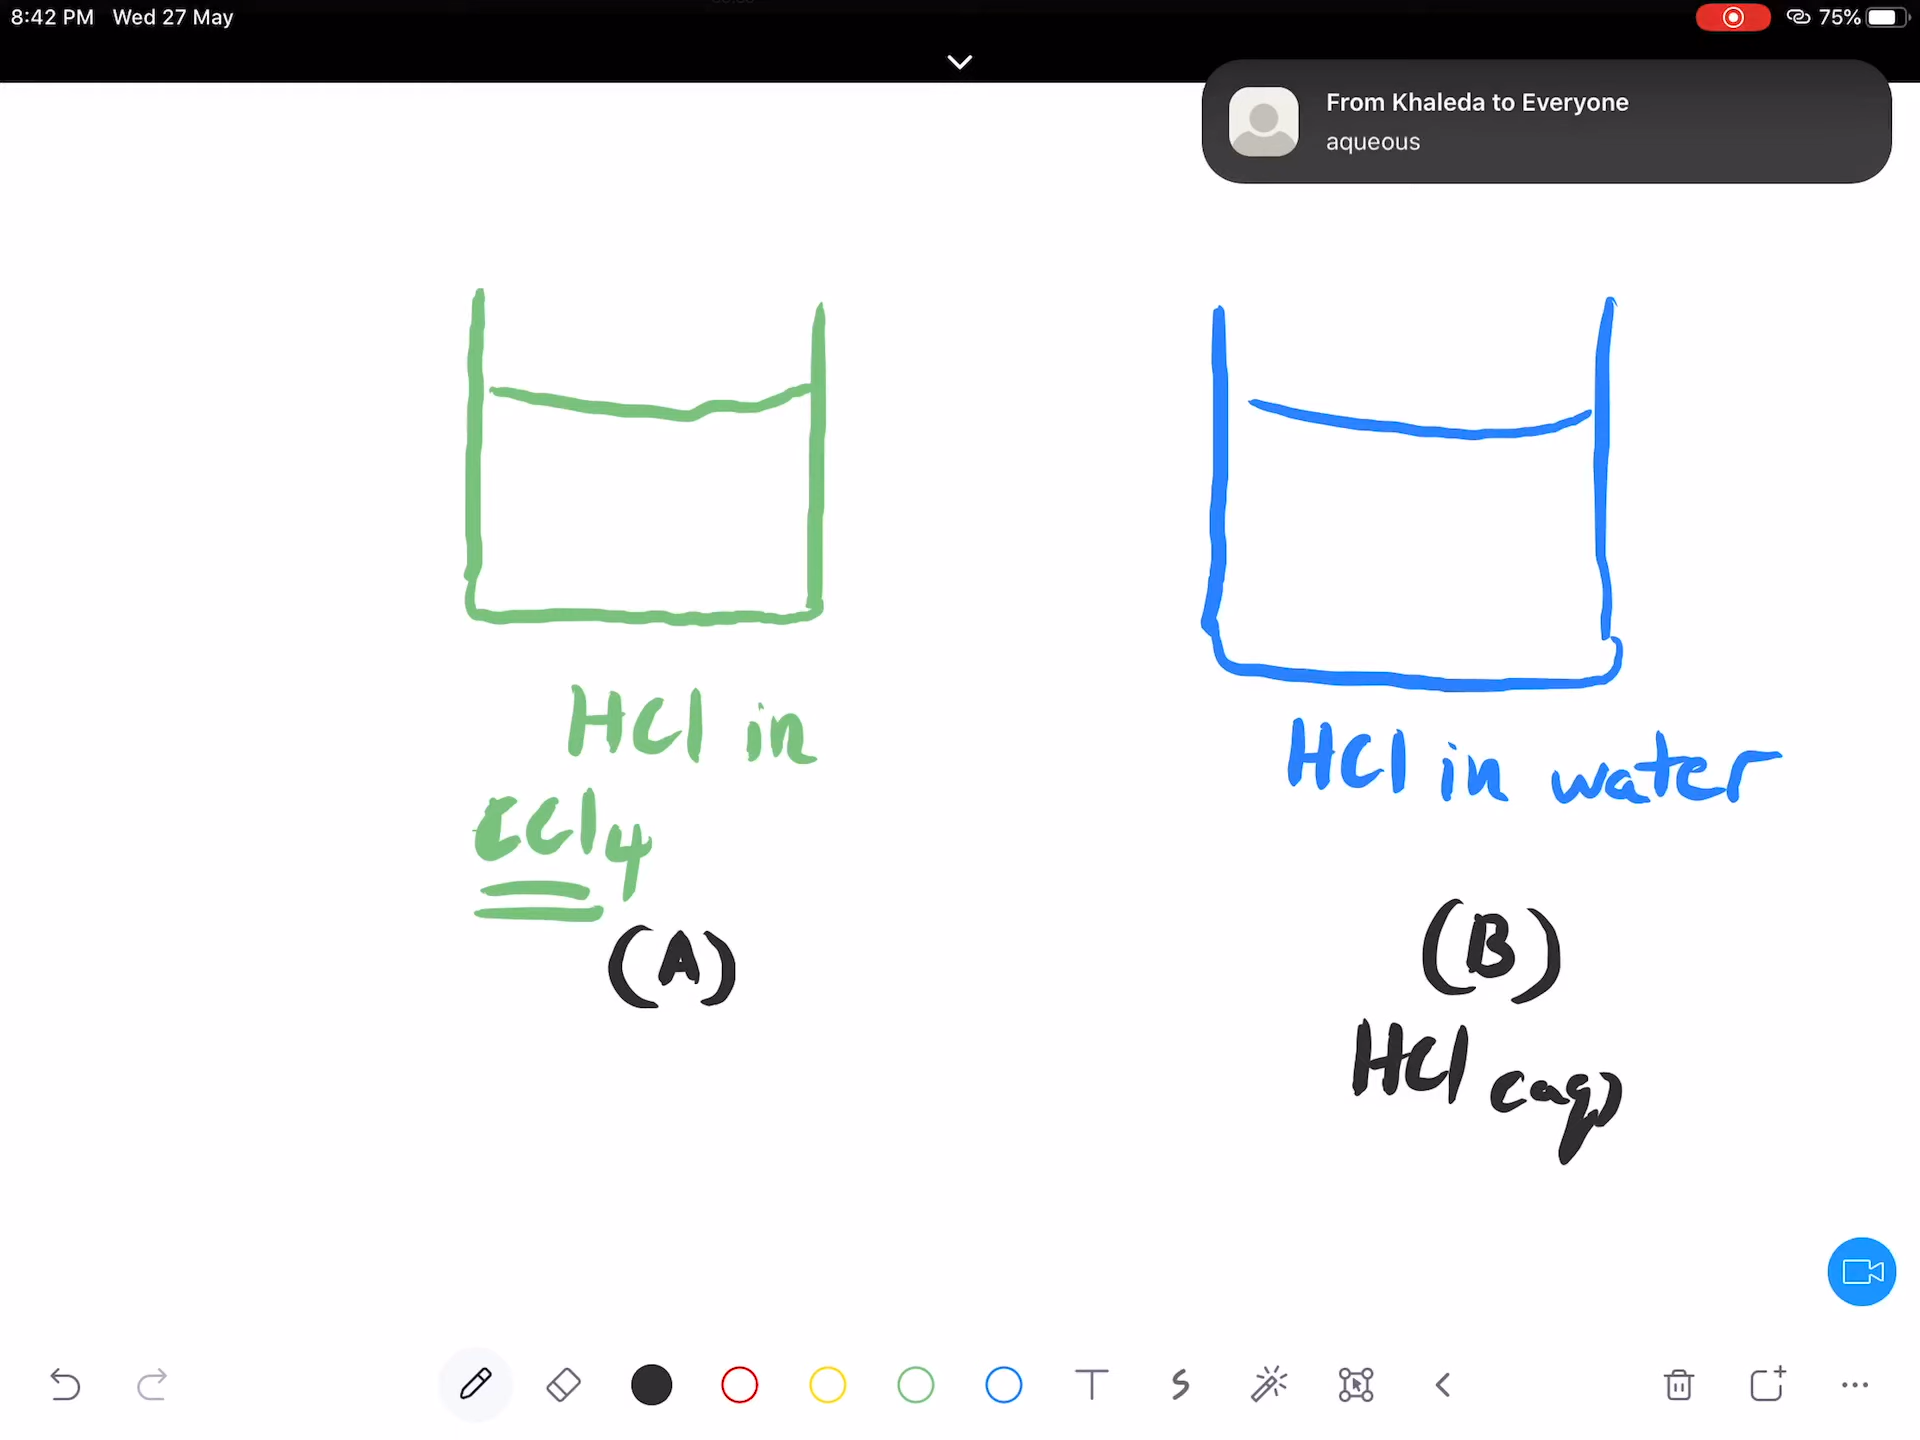 8:42 PM Wed 27 May
75%
From Khaleda to Everyone
aqueous
HCl in
CCl4
(A)
HCl in water
(B)
HCl (aq)
T